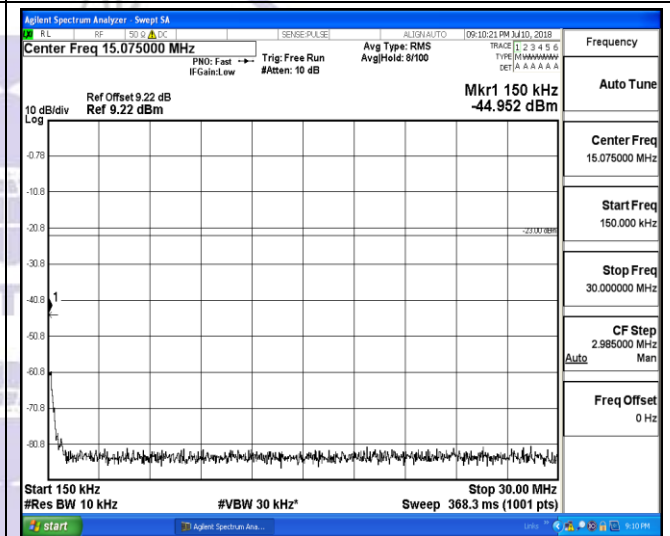 Agilent Spectrum Analyzer - Swept SA
RL RF 50 Ω DC SENSE:PULSE ALIGN AUTO 09:10:21 PM Jul 10, 2018
Center Freq 15.075000 MHz
PNO: Fast
IFGain:Low
Trig: Free Run
#Atten: 10 dB
Avg Type: RMS
Avg|Hold: 8/100
TRACE 1 2 3 4 5 6
TYPE M W W W W W
DET A A A A A A
Mkr1 150 kHz
-44.952 dBm
Ref Offset 9.22 dB
Ref 9.22 dBm
10 dB/div
Log
-0.78
-10.8
-20.8
-30.8
-40.8
-50.8
-60.8
-70.8
-80.8
-23.00 dBm
1
Start 150 kHz
#Res BW 10 kHz
#VBW 30 kHz*
Stop 30.00 MHz
Sweep 368.3 ms (1001 pts)
Frequency
Auto Tune
Center Freq
15.075000 MHz
Start Freq
150.000 kHz
Stop Freq
30.000000 MHz
CF Step
2.985000 MHz
Auto Man
Freq Offset
0 Hz
start
Agilent Spectrum Ana...
Links
9:10 PM